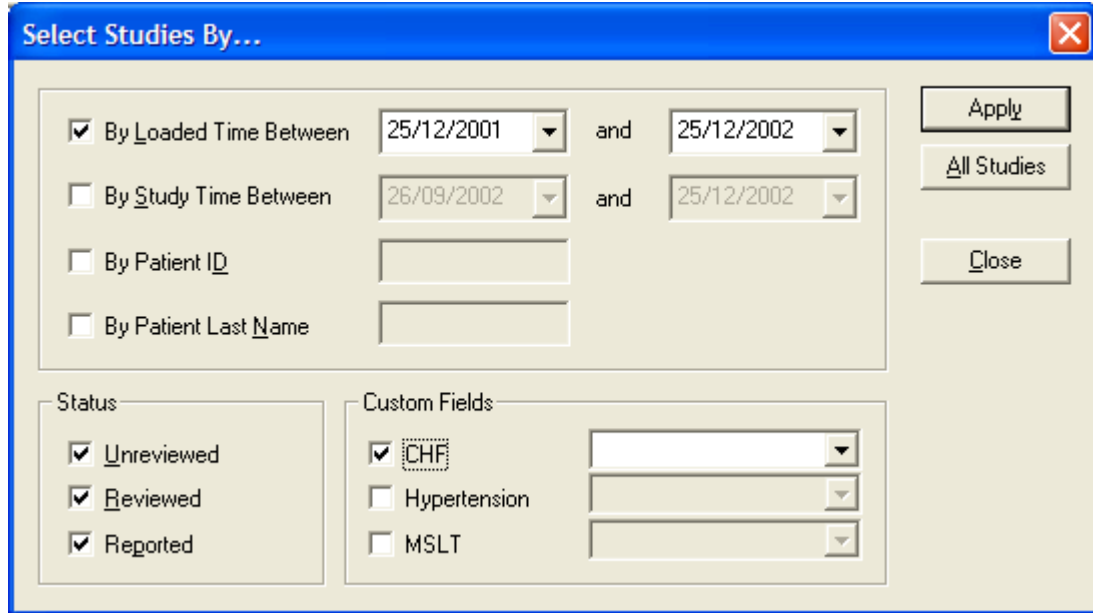 Select Studies By...
By Loaded Time Between 25/12/2001 and 25/12/2002
Apply
By Study Time Between 26/09/2002 and 25/12/2002
All Studies
By Patient ID
Close
By Patient Last Name
Status
Unreviewed
Reviewed
Reported
Custom Fields
CHF
Hypertension
MSLT